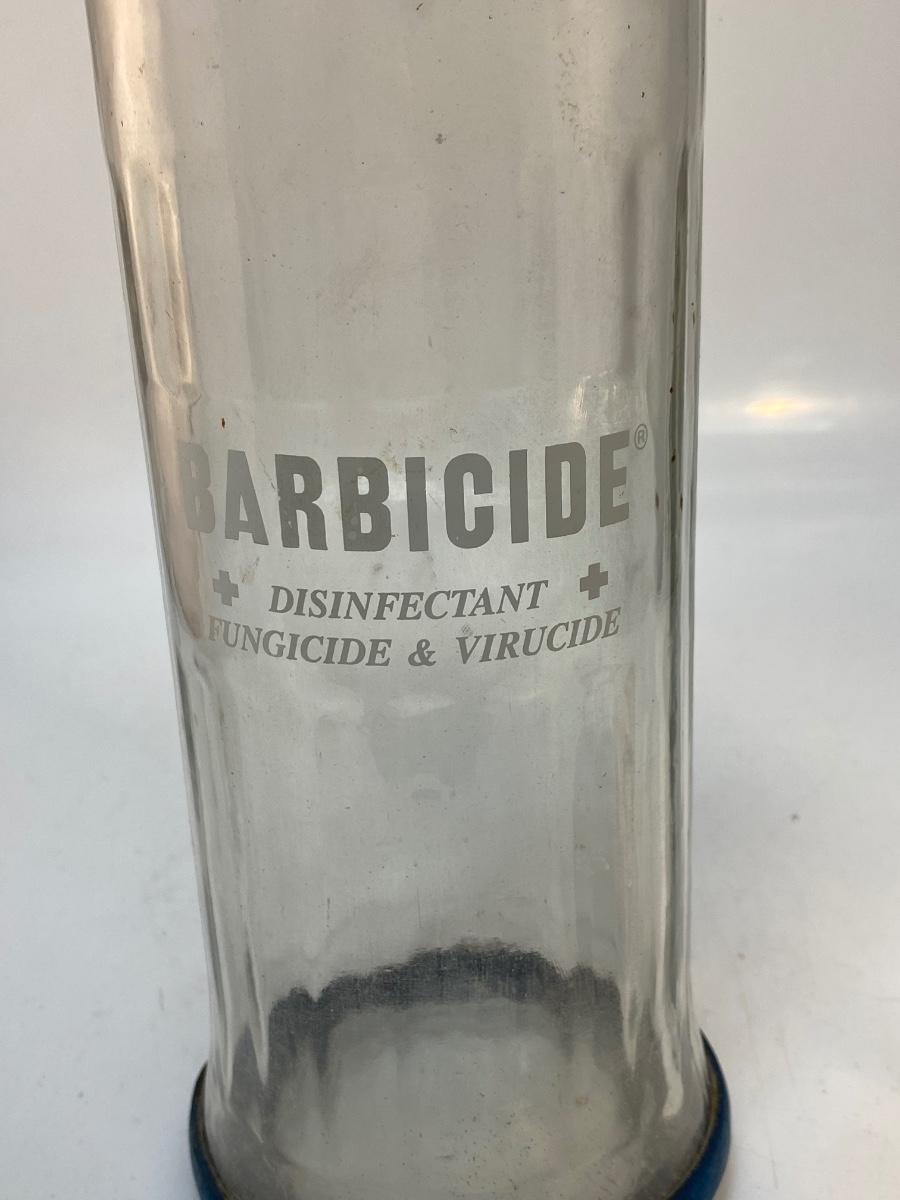 BARBICIDE®
+ DISINFECTANT +
FUNGICIDE & VIRUCIDE